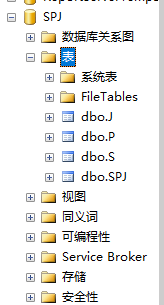 SPJ
数据库关系图
表
系统表
FileTables
dbo.J
dbo.P
dbo.S
dbo.SPJ
视图
同义词
可编程性
Service Broker
存储
安全性